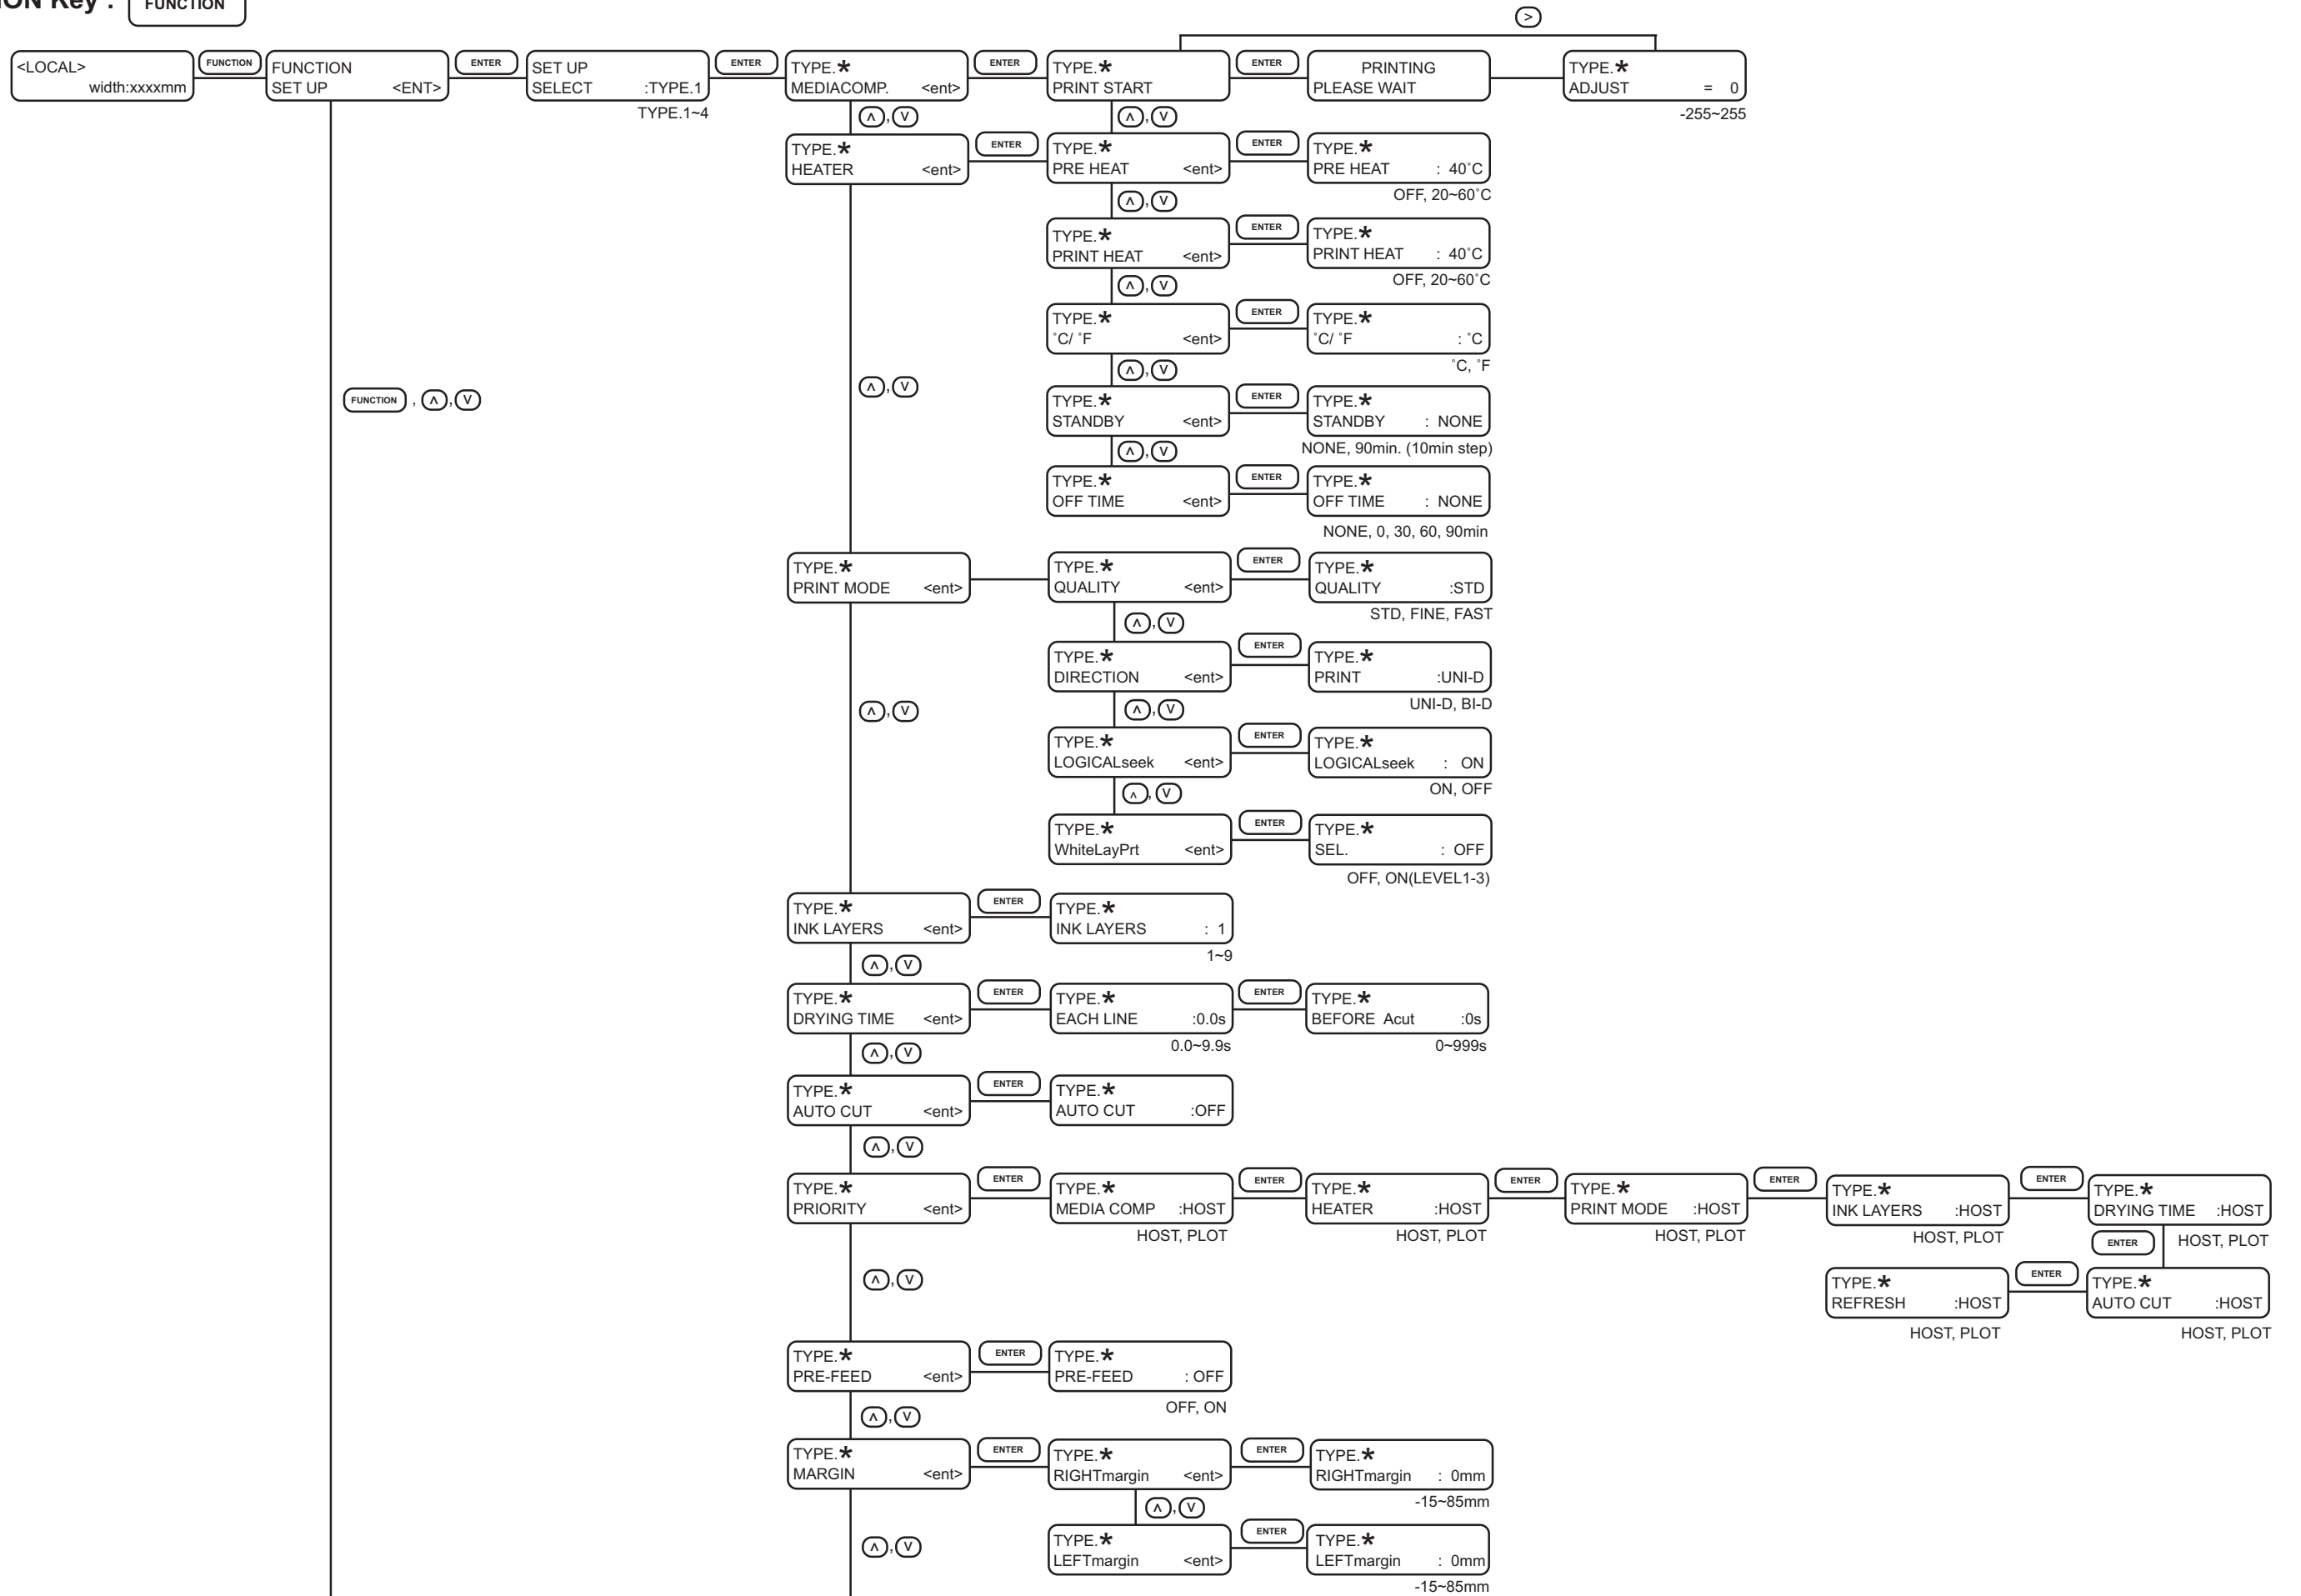 ION Key :
FUNCTION
>
<LOCAL>
width:xxxxmm
FUNCTION
FUNCTION
SET UP <ENT>
ENTER
SET UP
SELECT :TYPE.1
TYPE.1~4
ENTER
TYPE.*
MEDIACOMP. <ent>
ENTER
TYPE.*
PRINT START
ENTER
PRINTING
PLEASE WAIT
TYPE.*
ADJUST = 0
-255~255
∧,∨
∧,∨
TYPE.*
HEATER <ent>
ENTER
TYPE.*
PRE HEAT <ent>
ENTER
TYPE.*
PRE HEAT : 40˚C
OFF, 20~60˚C
∧,∨
TYPE.*
PRINT HEAT <ent>
ENTER
TYPE.*
PRINT HEAT : 40˚C
OFF, 20~60˚C
∧,∨
TYPE.*
˚C/ ˚F <ent>
ENTER
TYPE.*
˚C/ ˚F : ˚C
˚C, ˚F
∧,∨
∧,∨
FUNCTION , ∧,∨
TYPE.*
STANDBY <ent>
ENTER
TYPE.*
STANDBY : NONE
NONE, 90min. (10min step)
∧,∨
TYPE.*
OFF TIME <ent>
ENTER
TYPE.*
OFF TIME : NONE
NONE, 0, 30, 60, 90min
TYPE.*
PRINT MODE <ent>
TYPE.*
QUALITY <ent>
ENTER
TYPE.*
QUALITY :STD
STD, FINE, FAST
∧,∨
TYPE.*
DIRECTION <ent>
ENTER
TYPE.*
PRINT :UNI-D
UNI-D, BI-D
∧,∨
∧,∨
TYPE.*
LOGICALseek <ent>
ENTER
TYPE.*
LOGICALseek : ON
ON, OFF
∧,∨
TYPE.*
WhiteLayPrt <ent>
ENTER
TYPE.*
SEL. : OFF
OFF, ON(LEVEL1-3)
TYPE.*
INK LAYERS <ent>
ENTER
TYPE.*
INK LAYERS : 1
1~9
∧,∨
TYPE.*
DRYING TIME <ent>
ENTER
TYPE.*
EACH LINE :0.0s
0.0~9.9s
ENTER
TYPE.*
BEFORE Acut :0s
0~999s
∧,∨
TYPE.*
AUTO CUT <ent>
ENTER
TYPE.*
AUTO CUT :OFF
∧,∨
TYPE.*
PRIORITY <ent>
ENTER
TYPE.*
MEDIA COMP :HOST
HOST, PLOT
ENTER
TYPE.*
HEATER :HOST
HOST, PLOT
ENTER
TYPE.*
PRINT MODE :HOST
HOST, PLOT
ENTER
TYPE.*
INK LAYERS :HOST
HOST, PLOT
ENTER
TYPE.*
DRYING TIME :HOST
HOST, PLOT
ENTER
TYPE.*
AUTO CUT :HOST
HOST, PLOT
ENTER
TYPE.*
REFRESH :HOST
HOST, PLOT
∧,∨
TYPE.*
PRE-FEED <ent>
ENTER
TYPE.*
PRE-FEED : OFF
OFF, ON
∧,∨
TYPE.*
MARGIN <ent>
ENTER
TYPE.*
RIGHTmargin <ent>
ENTER
TYPE.*
RIGHTmargin : 0mm
-15~85mm
∧,∨
∧,∨
TYPE.*
LEFTmargin <ent>
ENTER
TYPE.*
LEFTmargin : 0mm
-15~85mm